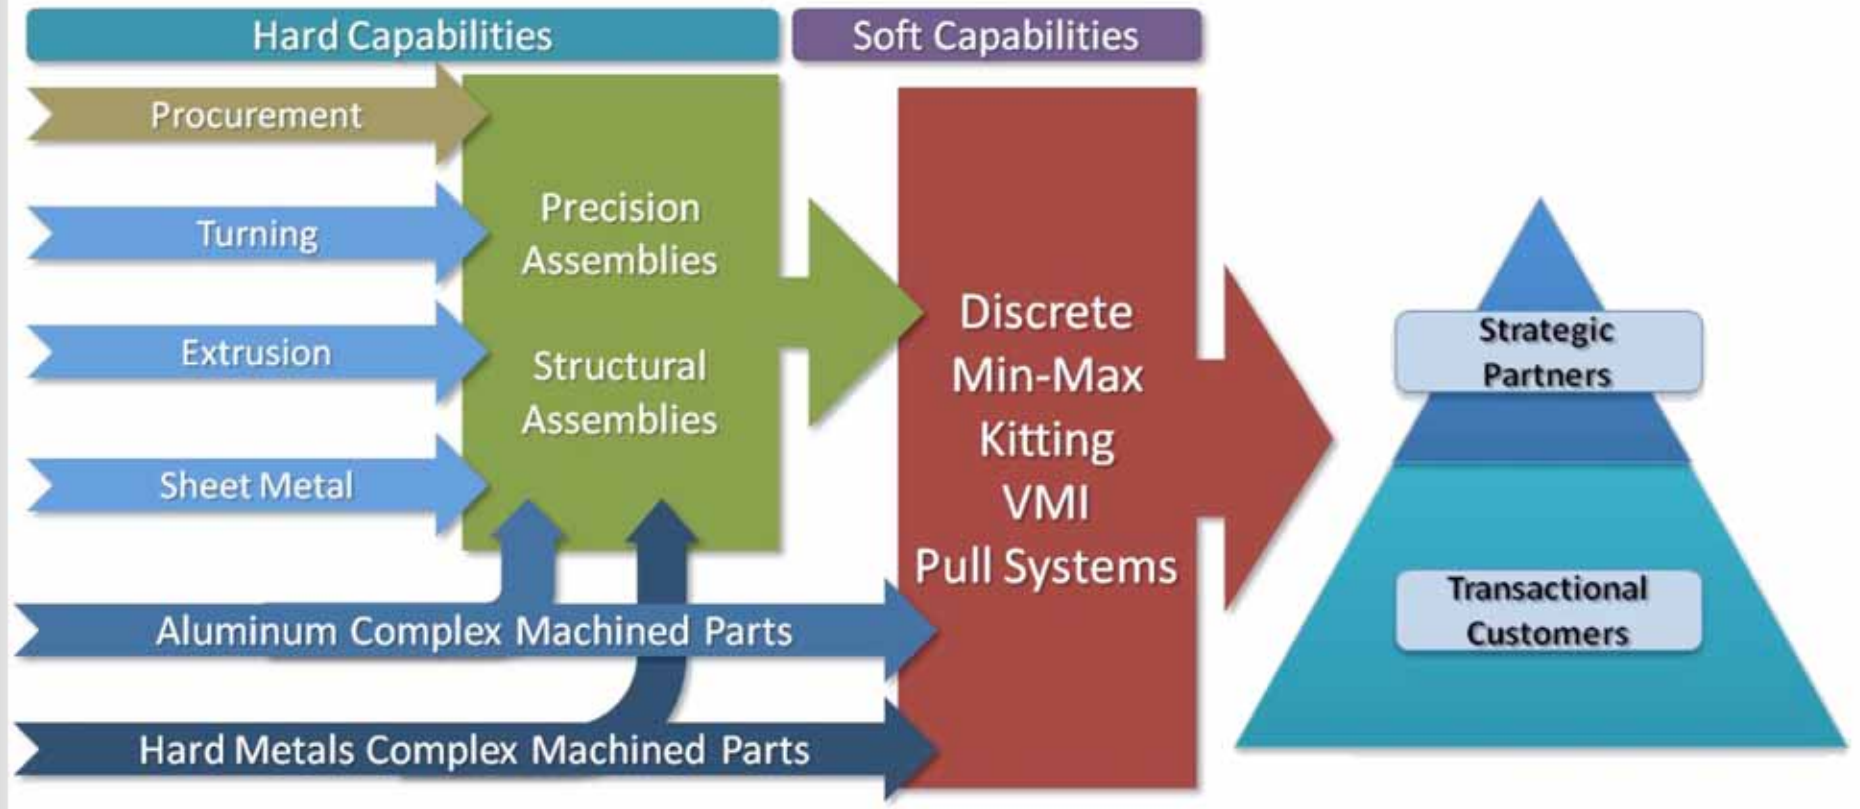 Hard Capabilities
Soft Capabilities
Procurement
Turning
Extrusion
Sheet Metal
Precision
Assemblies
Structural
Assemblies
Aluminum Complex Machined Parts
Hard Metals Complex Machined Parts
Discrete
Min-Max
Kitting
VMI
Pull Systems
Strategic
Partners
Transactional
Customers